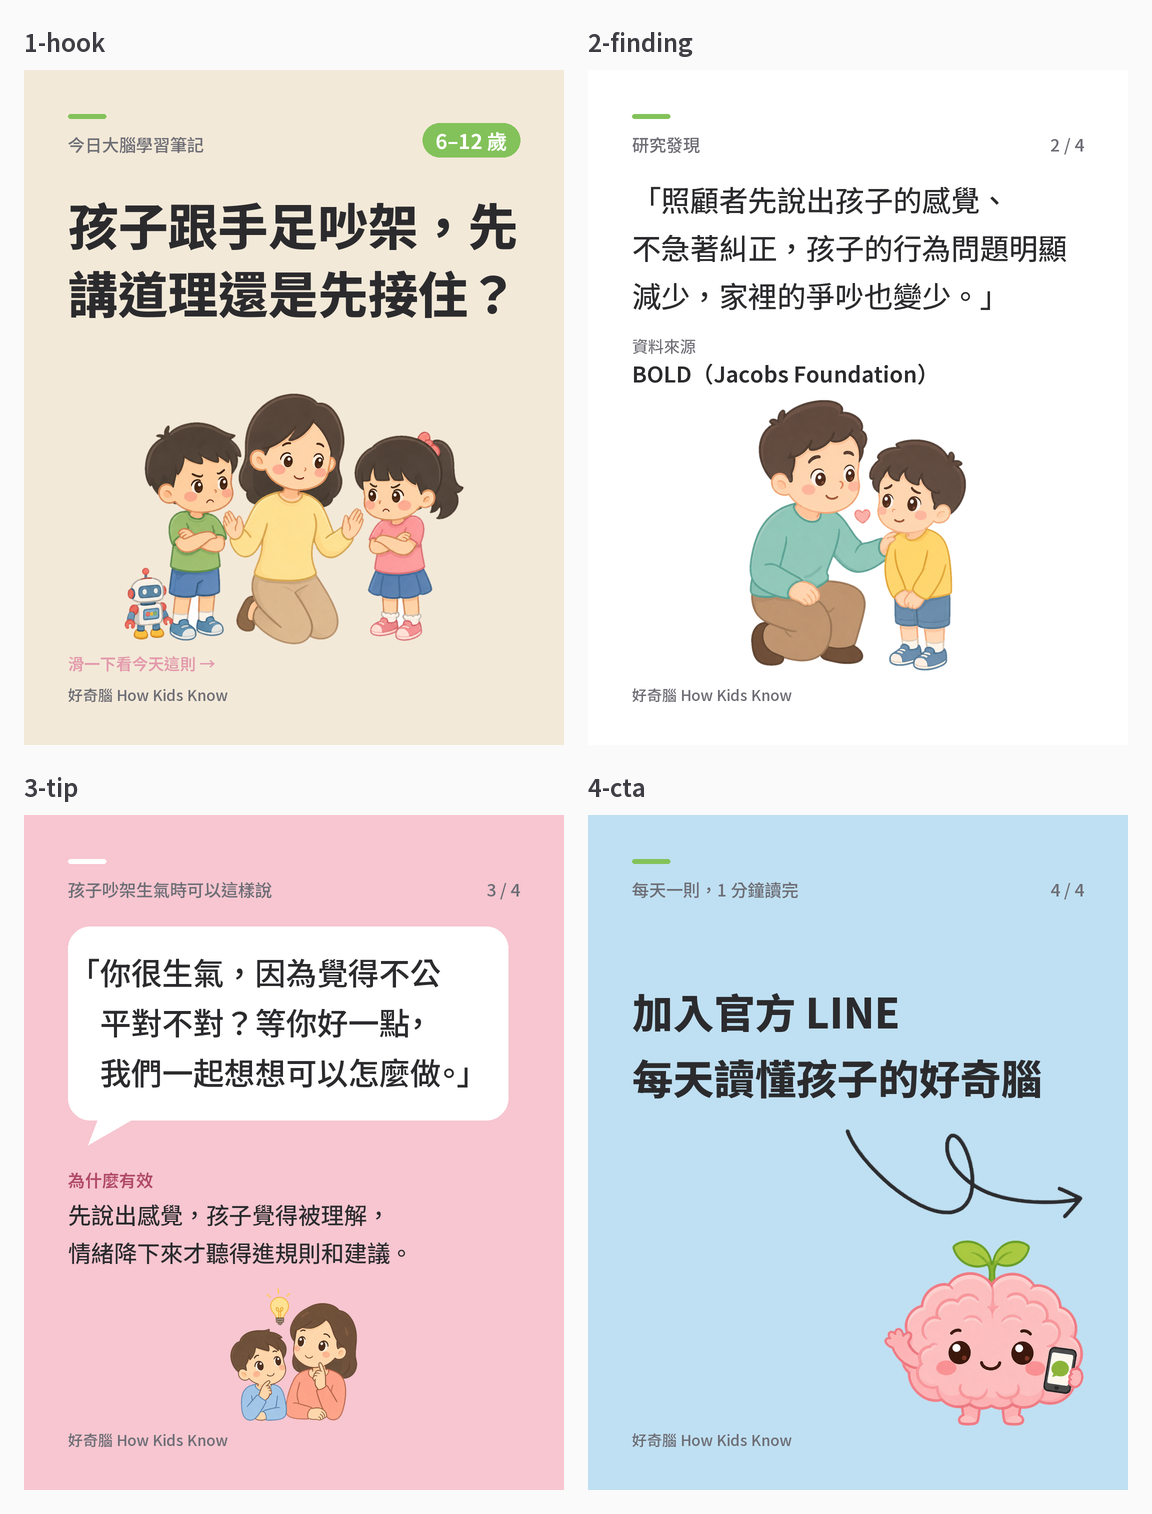 1-hook
今日大腦學習筆記
6–12 歲
孩子跟手足吵架，先
講道理還是先接住？
滑一下看今天這則 →
好奇腦 How Kids Know
2-finding
研究發現
2 / 4
「照顧者先說出孩子的感覺、
不急著糾正，孩子的行為問題明顯
減少，家裡的爭吵也變少。」
資料來源
BOLD（Jacobs Foundation）
好奇腦 How Kids Know
3-tip
孩子吵架生氣時可以這樣說
3 / 4
「你很生氣，因為覺得不公
平對不對？等你好一點，
我們一起想想可以怎麼做。」
為什麼有效
先說出感覺，孩子覺得被理解，
情緒降下來才聽得進規則和建議。
好奇腦 How Kids Know
4-cta
每天一則，1 分鐘讀完
4 / 4
加入官方 LINE
每天讀懂孩子的好奇腦
好奇腦 How Kids Know